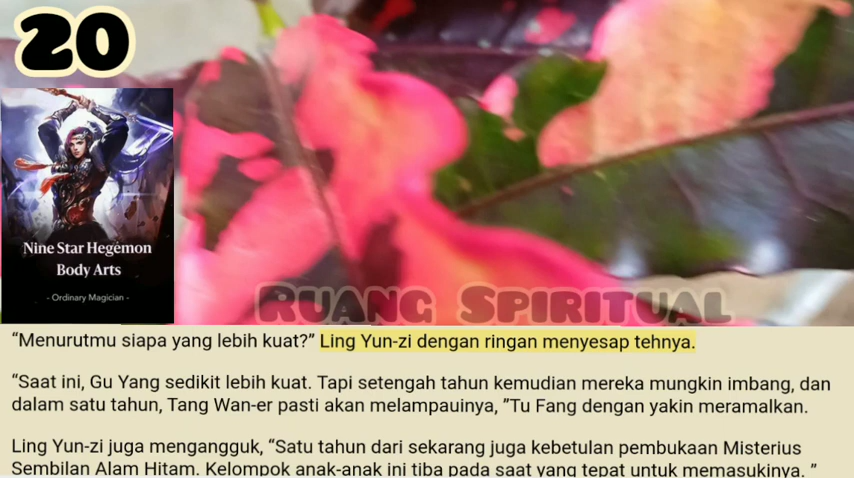 20
Nine Star Hegemon
Body Arts
- Ordinary Magician -
RUANG SPIRITUAL
“Menurutmu siapa yang lebih kuat?” Ling Yun-zi dengan ringan menyesap tehnya.
“Saat ini, Gu Yang sedikit lebih kuat. Tapi setengah tahun kemudian mereka mungkin imbang, dan
dalam satu tahun, Tang Wan-er pasti akan melampauinya, ”Tu Fang dengan yakin meramalkan.
Ling Yun-zi juga mengangguk, “Satu tahun dari sekarang juga kebetulan pembukaan Misterius
Sembilan Alam Hitam. Kelompok anak-anak ini tiba pada saat yang tepat untuk memasukinya. ”